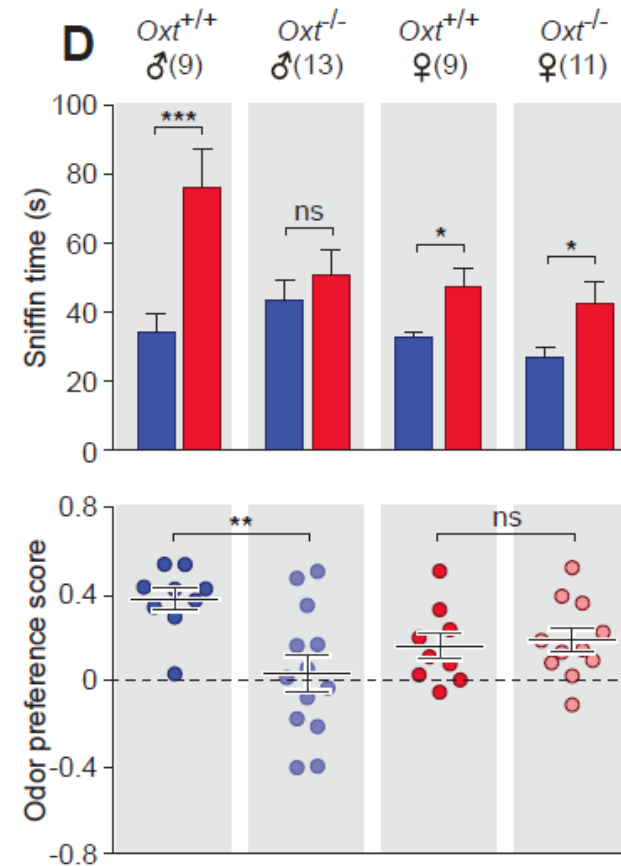 D
Oxt+/+ Oxt-/- Oxt+/+ Oxt-/-
♂(9) ♂(13) ♀(9) ♀(11)
Sniffin time (s)
100
80
60
40
20
0
***
ns
*
*
Odor preference score
0.8
0.4
0
-0.4
-0.8
**
ns